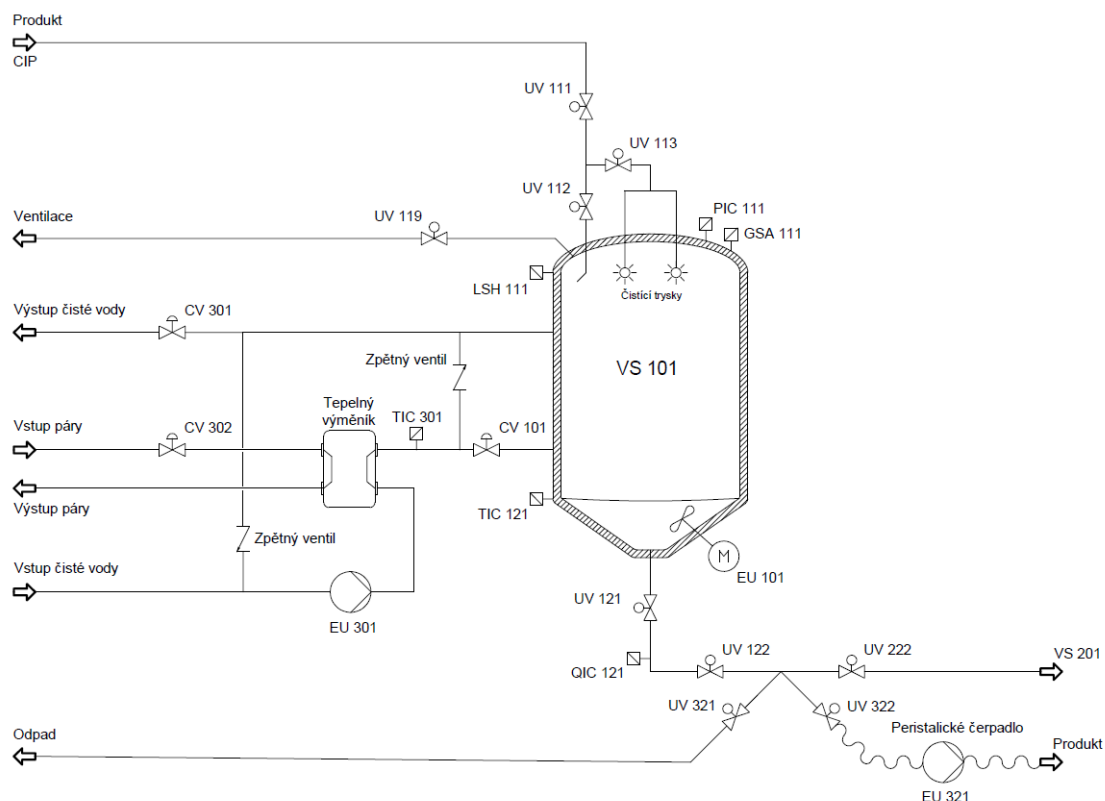 Produkt
CIP
UV 111
UV 113
UV 112
PIC 111
Ventilace
UV 119
GSA 111
LSH 111
Čistící trysky
Výstup čisté vody
CV 301
Zpětný ventil
VS 101
Tepelný
výměník
TIC 301
Vstup páry
CV 302
CV 101
Výstup páry
TIC 121
Zpětný ventil
M
Vstup čisté vody
EU 101
EU 301
UV 121
UV 122
UV 222
VS 201
QIC 121
UV 321
UV 322
Odpad
Peristalické čerpadlo
Produkt
EU 321